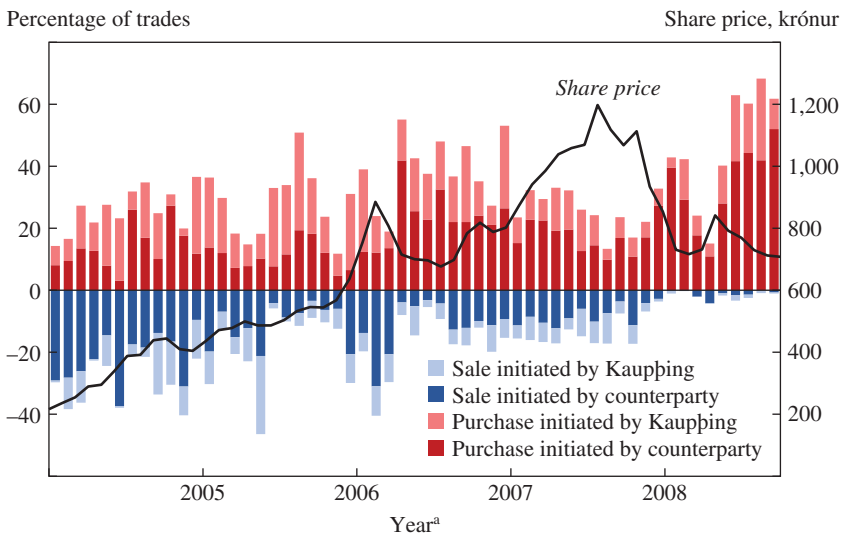 Percentage of trades
Share price, krónur
Share price
60
40
20
0
–20
–40
1,200
1,000
800
600
400
200
Sale initiated by Kaupþing
Sale initiated by counterparty
Purchase initiated by Kaupþing
Purchase initiated by counterparty
2005
2006
2007
2008
Yearª